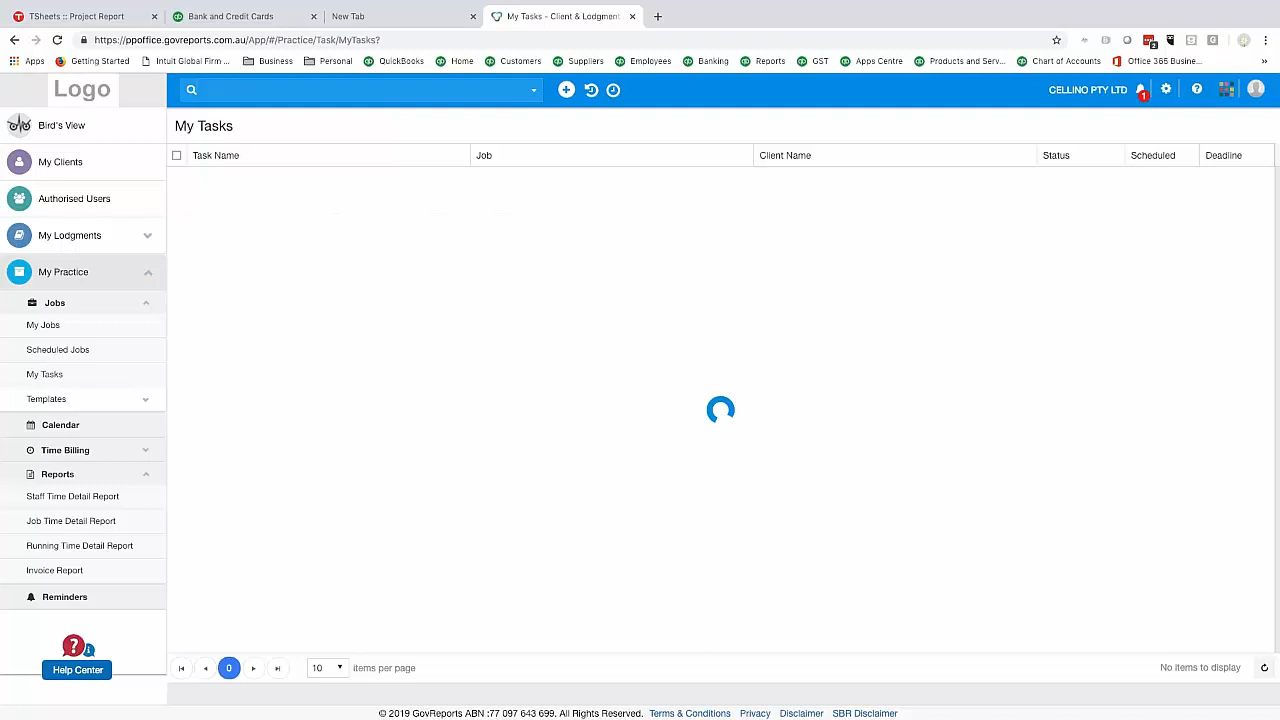 TSheets :: Project Report
Bank and Credit Cards
New Tab
My Tasks - Client & Lodgment
https://ppoffice.govreports.com.au/App/#/Practice/Task/MyTasks?
2
Apps
Getting Started
Intuit Global Firm ...
Business
Personal
QuickBooks
Home
Customers
Suppliers
Employees
Banking
Reports
GST
Apps Centre
Products and Serv...
Chart of Accounts
Office 365 Busine...
»
Logo
CELLINO PTY LTD
1
Bird's View
My Clients
Authorised Users
My Lodgments
My Practice
Jobs
My Jobs
Scheduled Jobs
My Tasks
Templates
Calendar
Time Billing
Reports
Staff Time Detail Report
Job Time Detail Report
Running Time Detail Report
Invoice Report
Reminders
Help Center
My Tasks
Task Name
Job
Client Name
Status
Scheduled
Deadline
0
10
items per page
No items to display
© 2019 GovReports ABN :77 097 643 699. All Rights Reserved. Terms & Conditions Privacy Disclaimer SBR Disclaimer